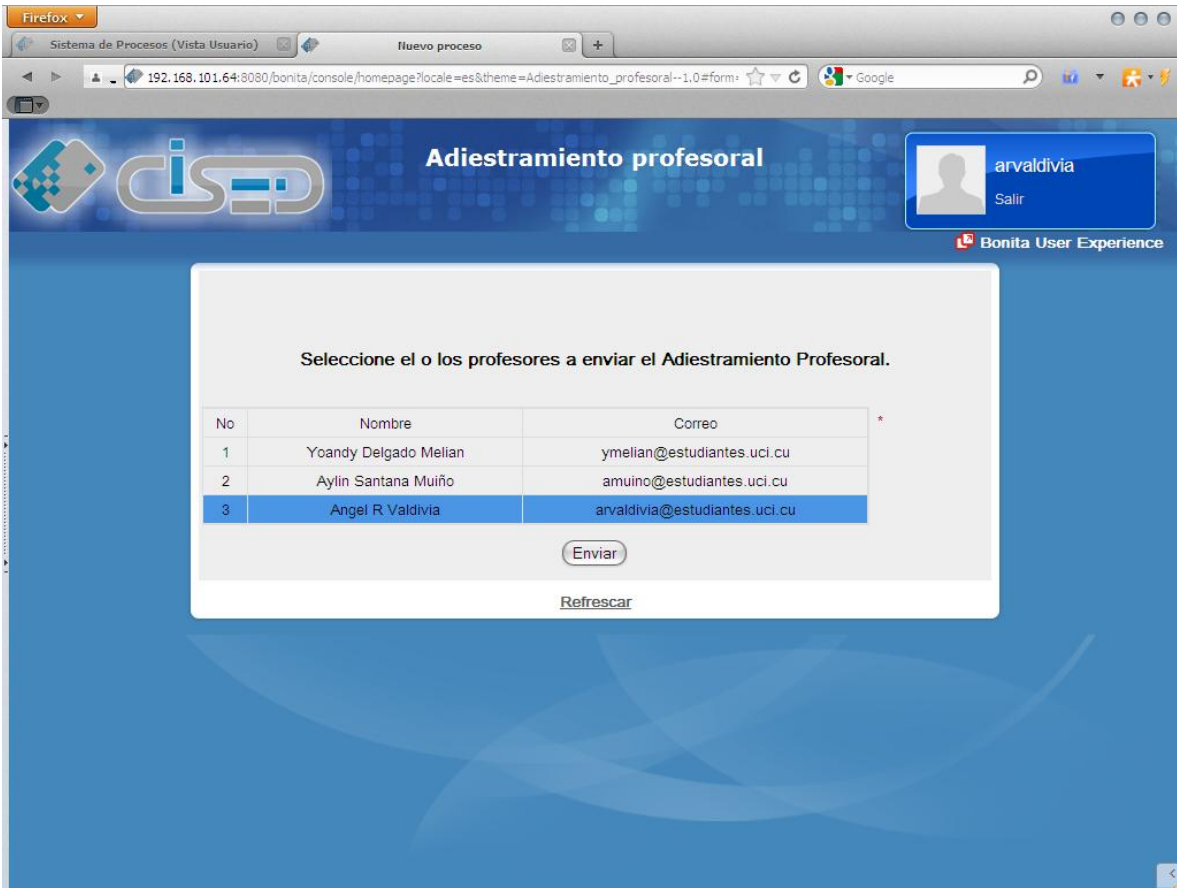 Firefox
Sistema de Procesos (Vista Usuario)
Nuevo proceso
+
192.168.101.64:8080/bonita/console/homepage?locale=es&theme=Adiestramiento_profesoral--1.0#form:
Google
cised
Adiestramiento profesoral
arvaldivia
Salir
Bonita User Experience
Seleccione el o los profesores a enviar el Adiestramiento Profesoral.
No Nombre Correo *
1 Yoandy Delgado Melian ymelian@estudiantes.uci.cu
2 Aylin Santana Muiño amuino@estudiantes.uci.cu
3 Angel R Valdivia arvaldivia@estudiantes.uci.cu
Enviar
Refrescar